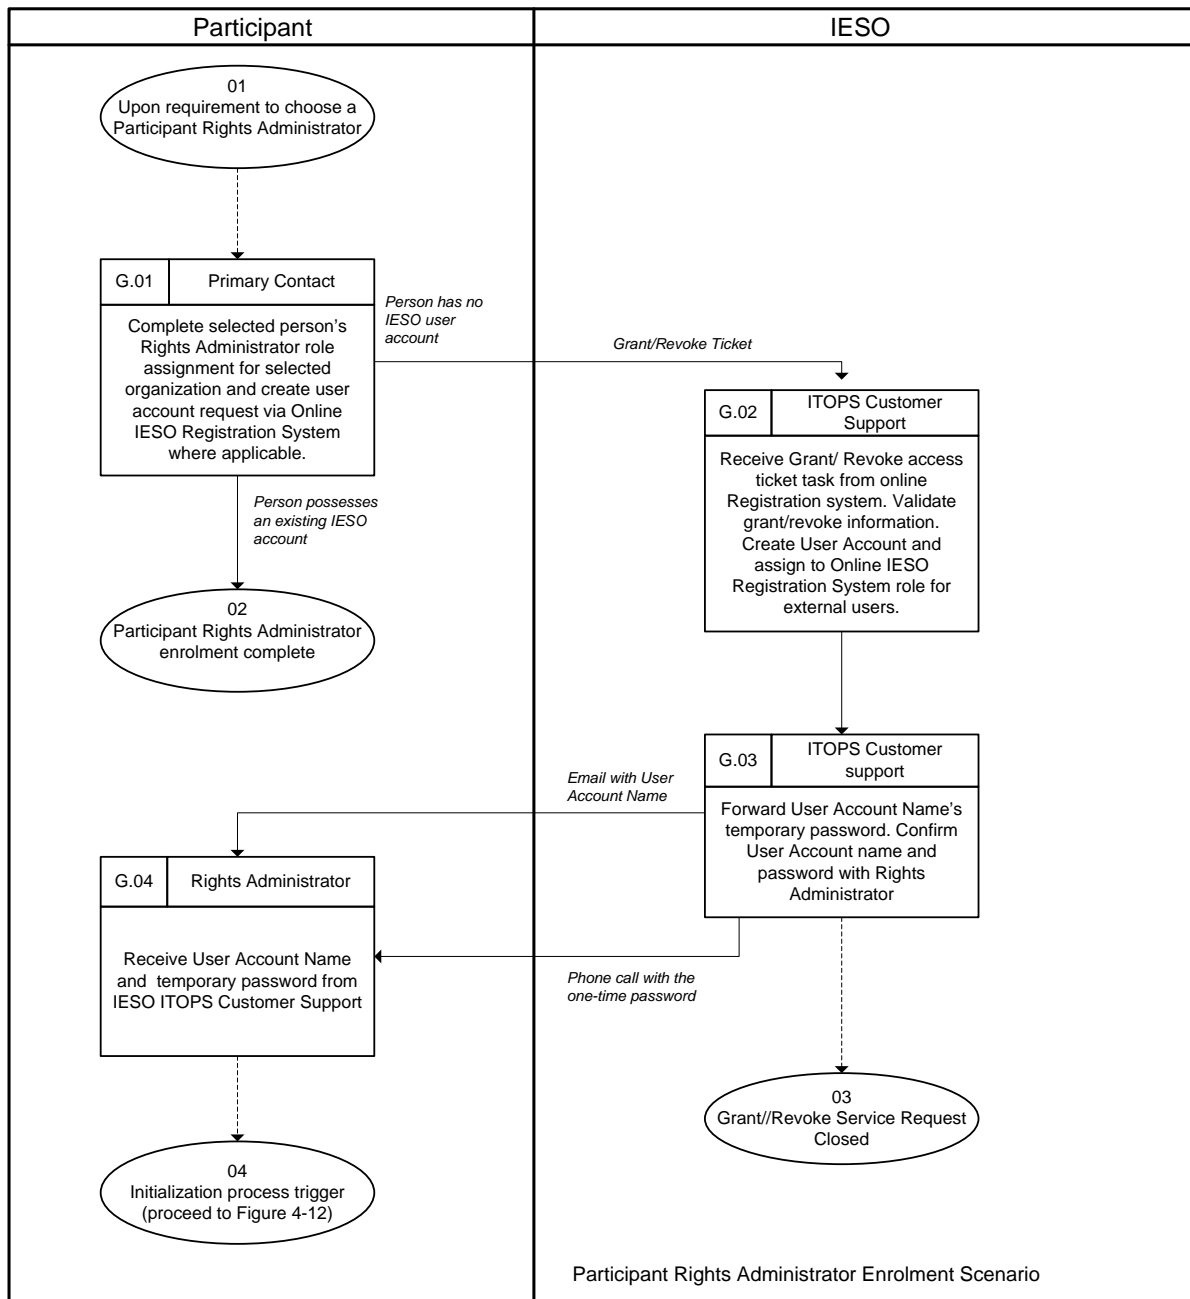 Participant
IESO
01
Upon requirement to choose a
Participant Rights Administrator
G.01
Primary Contact
Complete selected person's
Rights Administrator role
assignment for selected
organization and create user
account request via Online
IESO Registration System
where applicable.
Person has no
IESO user
account
Grant/Revoke Ticket
G.02
ITOPS Customer
Support
Receive Grant/ Revoke access
ticket task from online
Registration system. Validate
grant/revoke information.
Create User Account and
assign to Online IESO
Registration System role for
external users.
Person possesses
an existing IESO
account
02
Participant Rights Administrator
enrolment complete
G.03
ITOPS Customer
support
Forward User Account Name's
temporary password. Confirm
User Account name and
password with Rights
Administrator
Email with User
Account Name
G.04
Rights Administrator
Receive User Account Name
and temporary password from
IESO ITOPS Customer Support
Phone call with the
one-time password
03
Grant//Revoke Service Request
Closed
04
Initialization process trigger
(proceed to Figure 4-12)
Participant Rights Administrator Enrolment Scenario